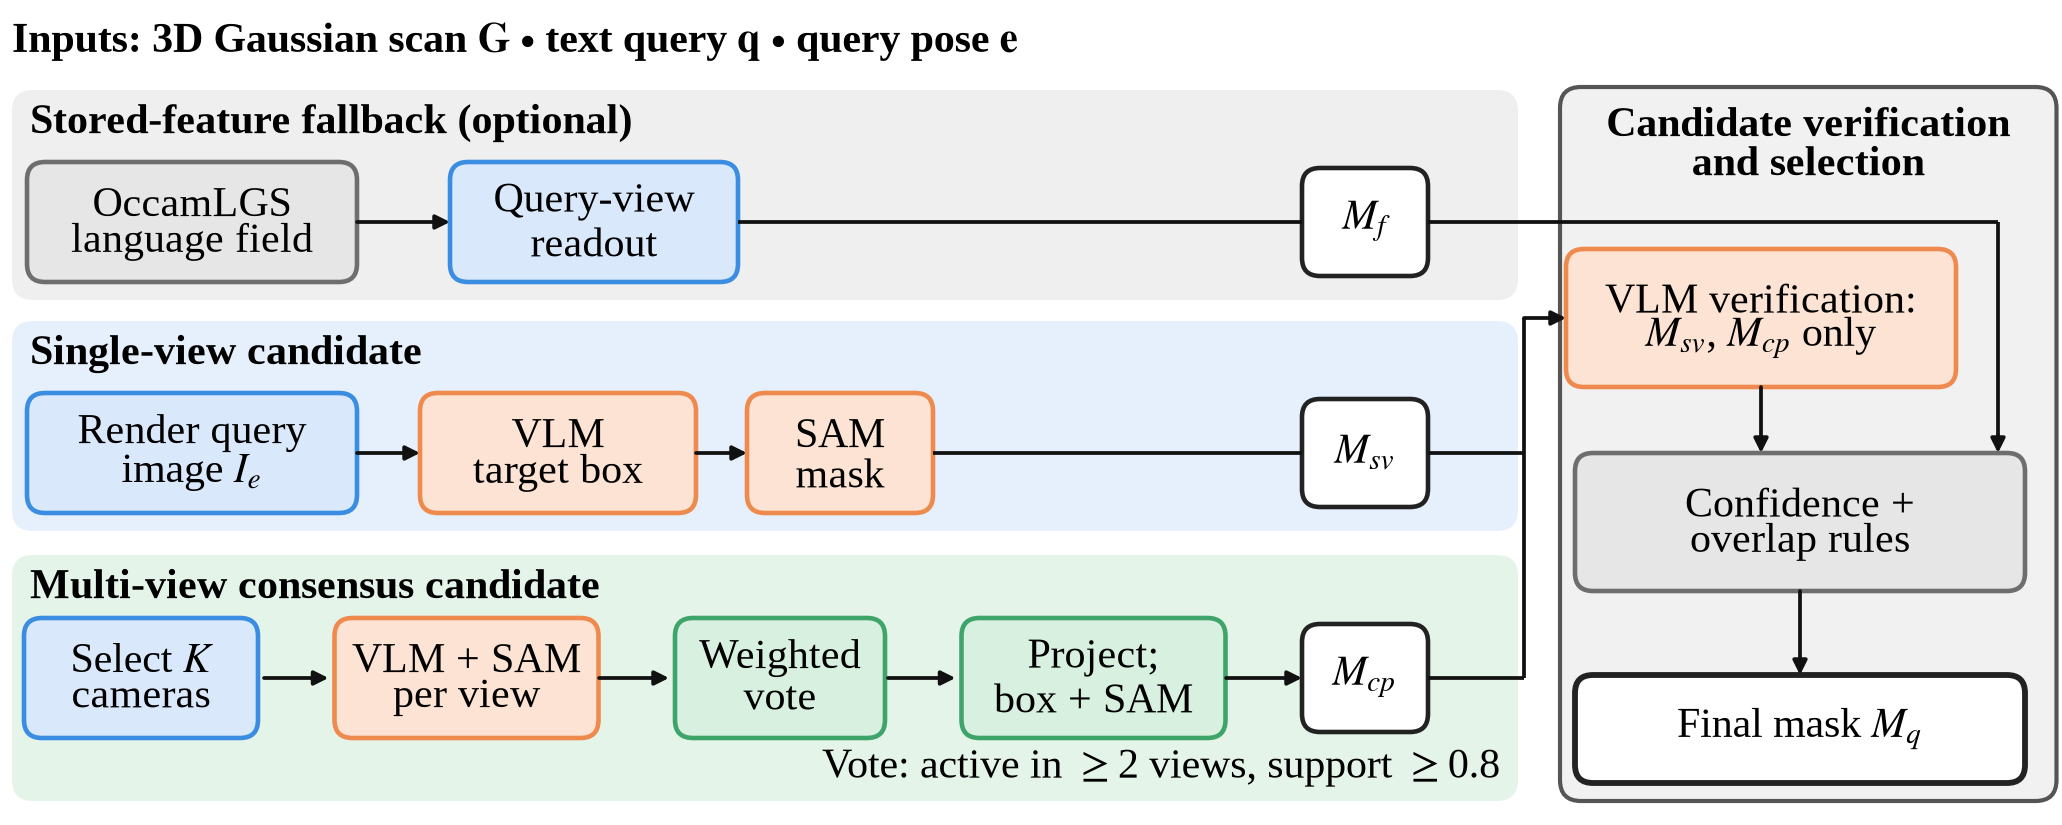 Inputs: 3D Gaussian scan G • text query q • query pose e
Stored-feature fallback (optional)
OccamLGS
language field
Query-view
readout
M_f
Single-view candidate
Render query
image I_e
VLM
target box
SAM
mask
M_sv
Multi-view consensus candidate
Select K
cameras
VLM + SAM
per view
Weighted
vote
Project;
box + SAM
M_cp
Vote: active in ≥ 2 views, support ≥ 0.8
Candidate verification
and selection
VLM verification:
M_sv, M_cp only
Confidence +
overlap rules
Final mask M_q